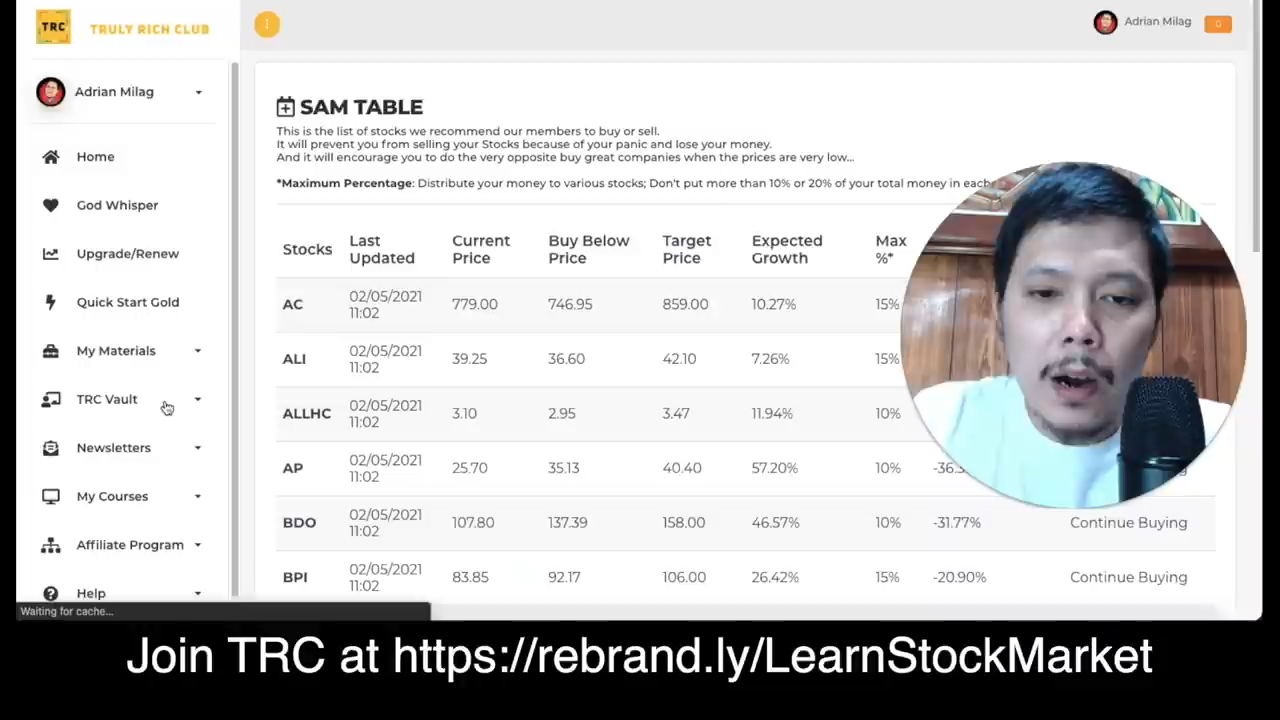 TRC
TRULY RICH CLUB
Adrian Milag
0
Adrian Milag
Home
God Whisper
Upgrade/Renew
Quick Start Gold
My Materials
TRC Vault
Newsletters
My Courses
Affiliate Program
Help
Waiting for cache...
SAM TABLE
This is the list of stocks we recommend our members to buy or sell.
It will prevent you from selling your Stocks because of your panic and lose your money.
And it will encourage you to do the very opposite buy great companies when the prices are very low...
*Maximum Percentage: Distribute your money to various stocks; Don't put more than 10% or 20% of your total money in each
Stocks Last Updated Current Price Buy Below Price Target Price Expected Growth Max %*
AC 02/05/2021 11:02 779.00 746.95 859.00 10.27% 15%
ALI 02/05/2021 11:02 39.25 36.60 42.10 7.26% 15%
ALLHC 02/05/2021 11:02 3.10 2.95 3.47 11.94% 10%
AP 02/05/2021 11:02 25.70 35.13 40.40 57.20% 10%
BDO 02/05/2021 11:02 107.80 137.39 158.00 46.57% 10% -31.77% Continue Buying
BPI 02/05/2021 11:02 83.85 92.17 106.00 26.42% 15% -20.90% Continue Buying
Join TRC at https://rebrand.ly/LearnStockMarket